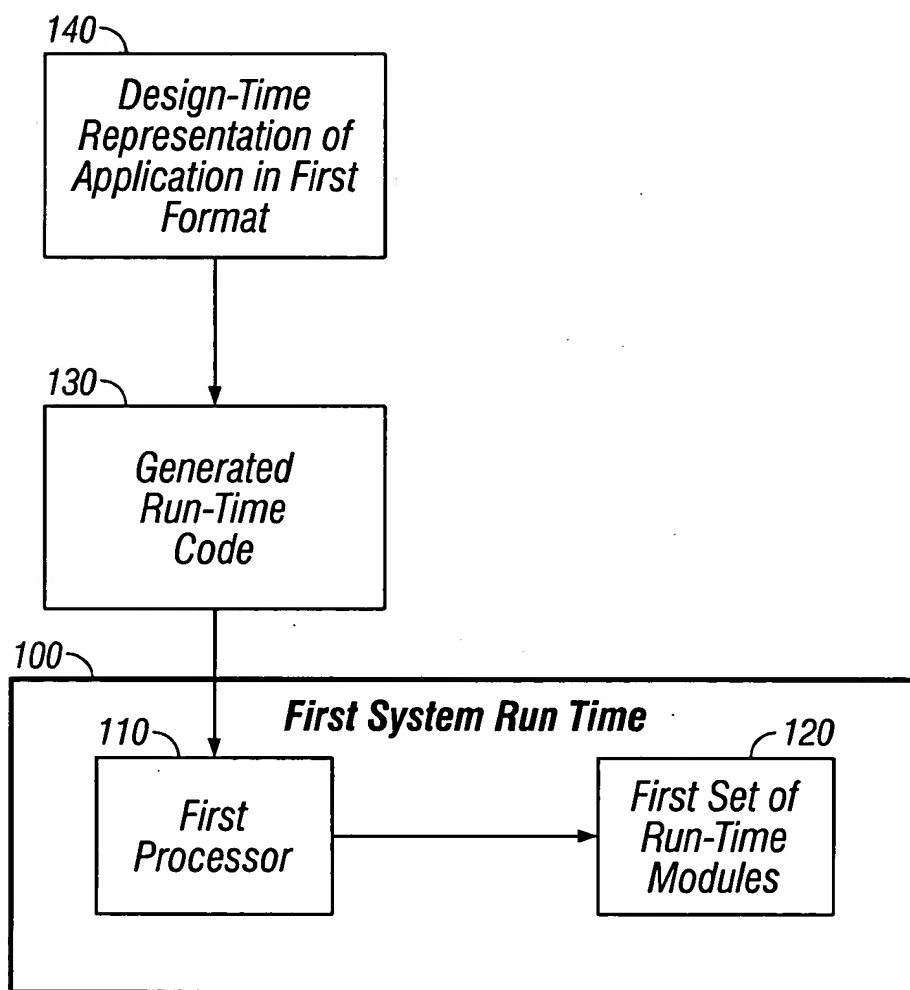 140
Design-Time
Representation of
Application in First
Format
130
Generated
Run-Time
Code
100
First System Run Time
110
First
Processor
120
First Set of
Run-Time
Modules